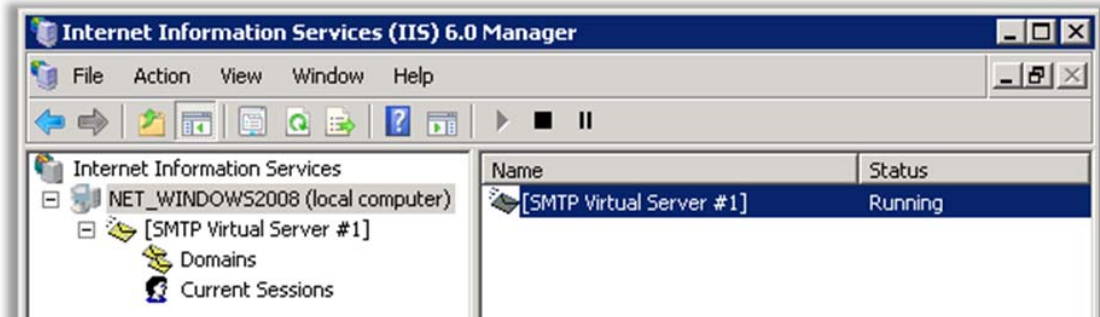 Internet Information Services (IIS) 6.0 Manager
File Action View Window Help
Internet Information Services
NET_WINDOWS2008 (local computer)
[SMTP Virtual Server #1]
Domains
Current Sessions
Name Status
[SMTP Virtual Server #1] Running